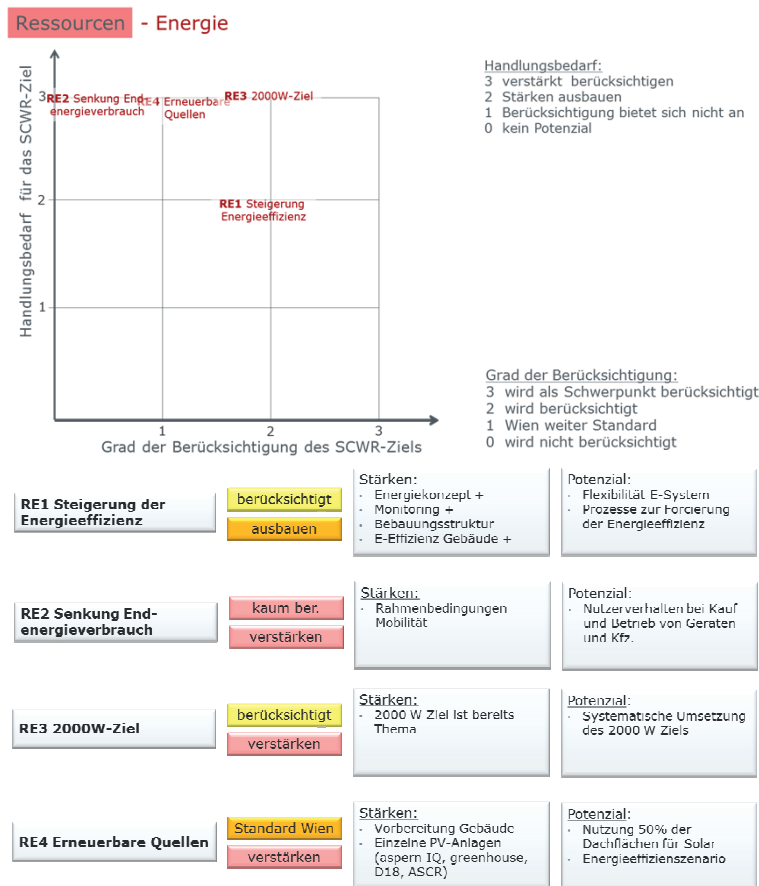 Ressourcen - Energie
Handlungsbedarf für das SCWR-Ziel
3
2
1
RE2 Senkung End-
energieverbrauch
RE4 Erneuerbare
Quellen
RE3 2000W-Ziel
RE1 Steigerung
Energieeffizienz
1
2
3
Grad der Berücksichtigung des SCWR-Ziels
Handlungsbedarf:
3 verstärkt berücksichtigen
2 Stärken ausbauen
1 Berücksichtigung bietet sich nicht an
0 kein Potenzial
Grad der Berücksichtigung:
3 wird als Schwerpunkt berücksichtigt
2 wird berücksichtigt
1 Wien weiter Standard
0 wird nicht berücksichtigt
RE1 Steigerung der
Energieeffizienz
berücksichtigt
ausbauen
Stärken:
- Energiekonzept +
- Monitoring +
- Bebauungsstruktur
- E-Effizienz Gebäude +
Potenzial:
- Flexibilität E-System
- Prozesse zur Forcierung
der Energieeffizienz
RE2 Senkung End-
energieverbrauch
kaum ber.
verstärken
Stärken:
- Rahmenbedingungen
Mobilität
Potenzial:
- Nutzerverhalten bei Kauf
und Betrieb von Geräten
und Kfz.
RE3 2000W-Ziel
berücksichtigt
verstärken
Stärken:
- 2000 W Ziel ist bereits
Thema
Potenzial:
- Systematische Umsetzung
des 2000 W Ziels
RE4 Erneuerbare Quellen
Standard Wien
verstärken
Stärken:
- Vorbereitung Gebäude
- Einzelne PV-Anlagen
(aspern IQ, greenhouse,
D18, ASCR)
Potenzial:
- Nutzung 50% der
Dachflächen für Solar
- Energieeffizienszenario